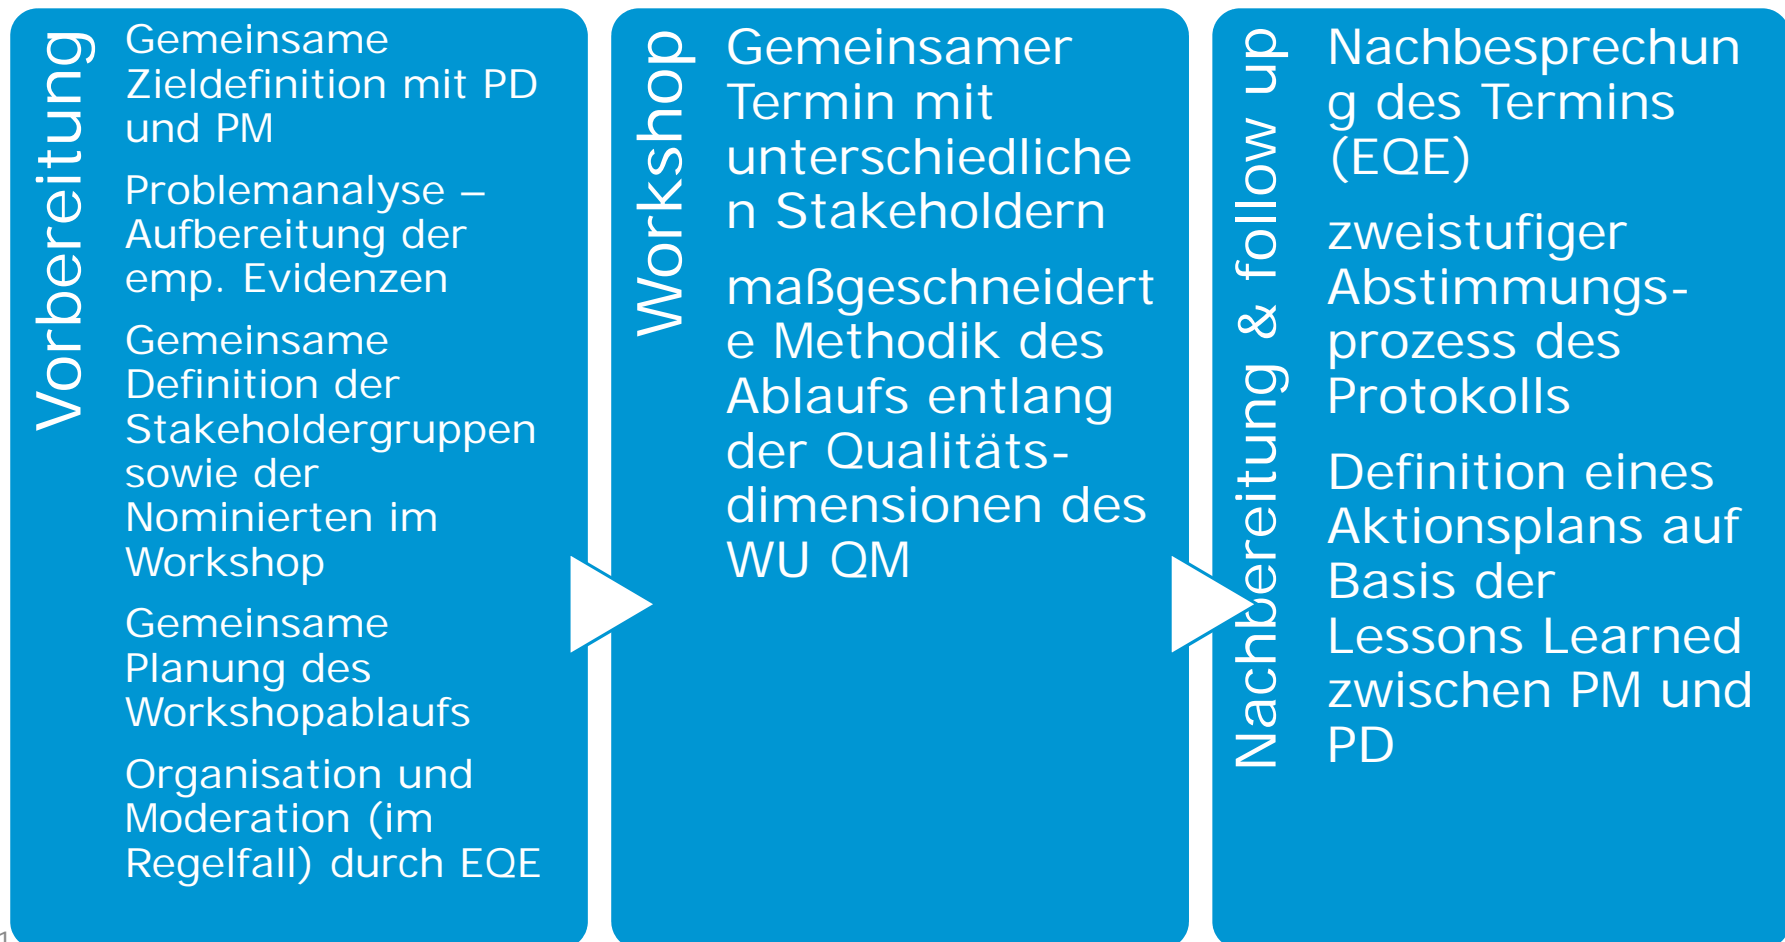 Vorbereitung
Gemeinsame
Zieldefinition mit PD
und PM
Problemanalyse –
Aufbereitung der
emp. Evidenzen
Gemeinsame
Definition der
Stakeholdergruppen
sowie der
Nominierten im
Workshop
Gemeinsame
Planung des
Workshopablaufs
Organisation und
Moderation (im
Regelfall) durch EQE
Workshop
Gemeinsamer
Termin mit
unterschiedliche
n Stakeholdern
maßgeschneidert
e Methodik des
Ablaufs entlang
der Qualitäts-
dimensionen des
WU QM
Nachbereitung & follow up
Nachbesprechun
g des Termins
(EQE)
zweistufiger
Abstimmungs-
prozess des
Protokolls
Definition eines
Aktionsplans auf
Basis der
Lessons Learned
zwischen PM und
PD